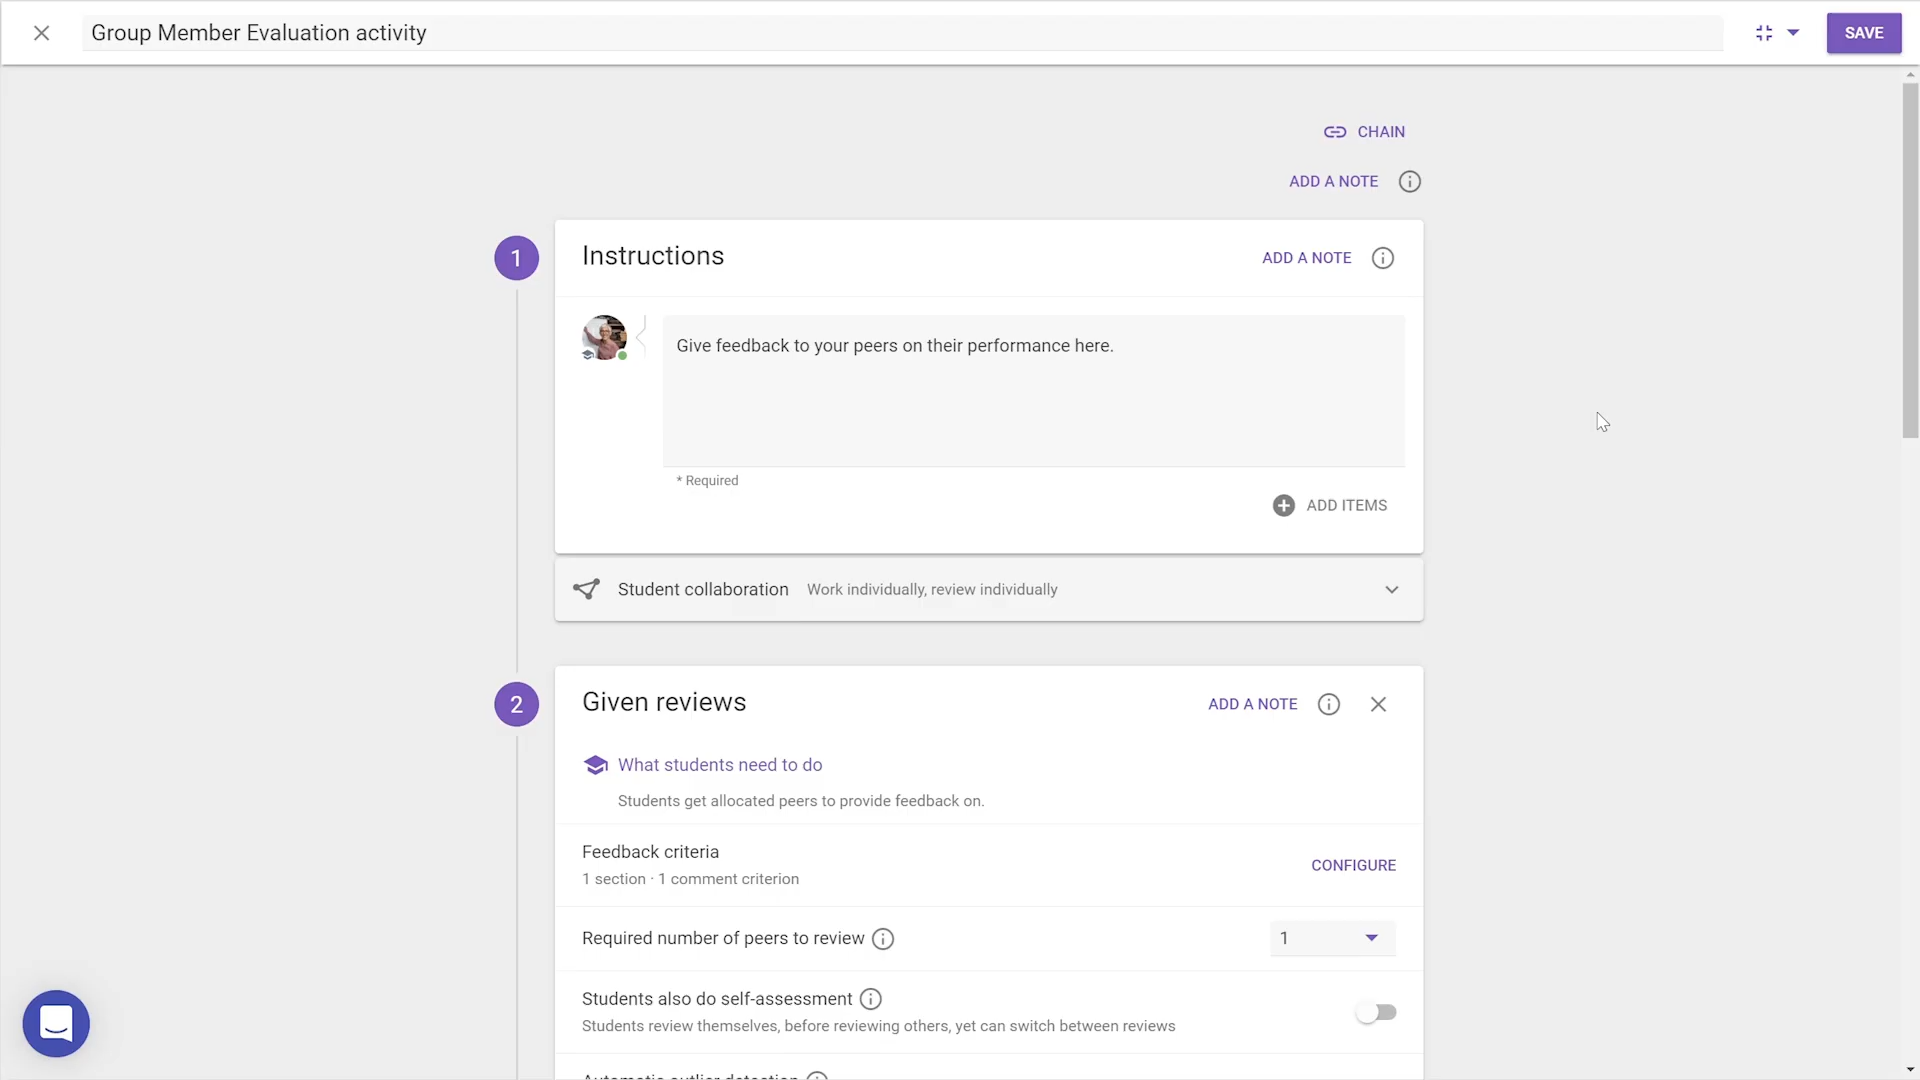 Group Member Evaluation activity
SAVE
CHAIN
ADD A NOTE
1
Instructions
ADD A NOTE
Give feedback to your peers on their performance here.
* Required
ADD ITEMS
Student collaboration Work individually, review individually
2
Given reviews
ADD A NOTE
What students need to do
Students get allocated peers to provide feedback on.
Feedback criteria
1 section · 1 comment criterion
CONFIGURE
Required number of peers to review
1
Students also do self-assessment
Students review themselves, before reviewing others, yet can switch between reviews
Automatic outlier detection